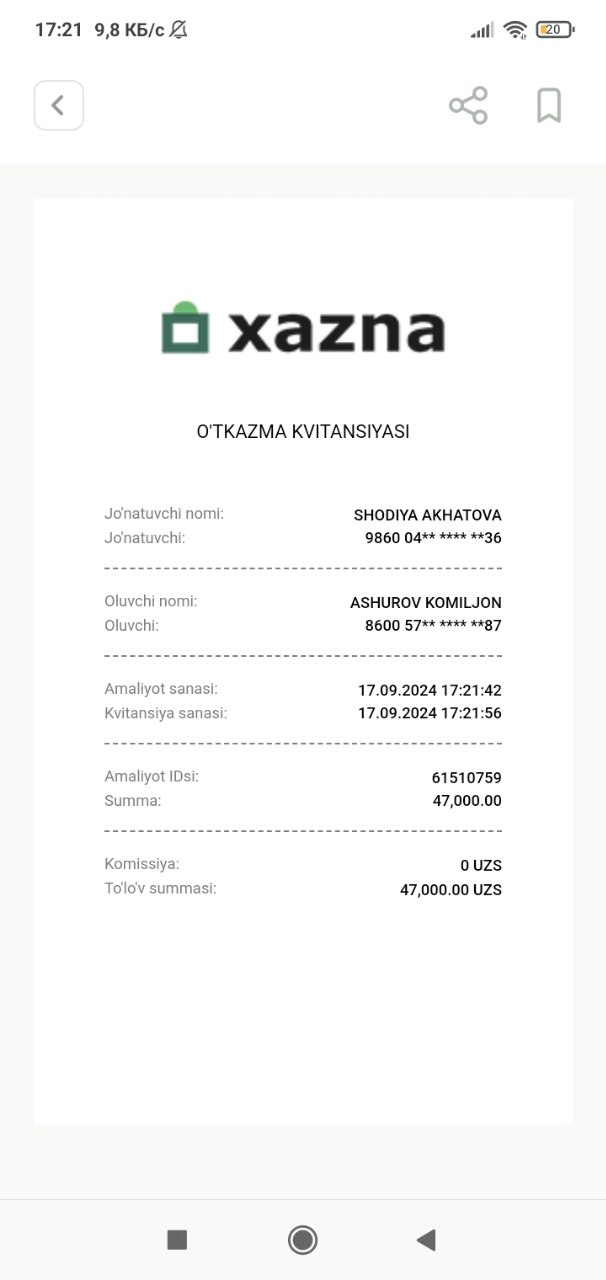 17:21 9,8 КБ/с
20
xazna
O'TKAZMA KVITANSIYASI
Jo'natuvchi nomi: SHODIYA AKHATOVA
Jo'natuvchi: 9860 04** **** **36
Oluvchi nomi: ASHUROV KOMILJON
Oluvchi: 8600 57** **** **87
Amaliyot sanasi: 17.09.2024 17:21:42
Kvitansiya sanasi: 17.09.2024 17:21:56
Amaliyot IDsi: 61510759
Summa: 47,000.00
Komissiya: 0 UZS
To'lo'v summasi: 47,000.00 UZS